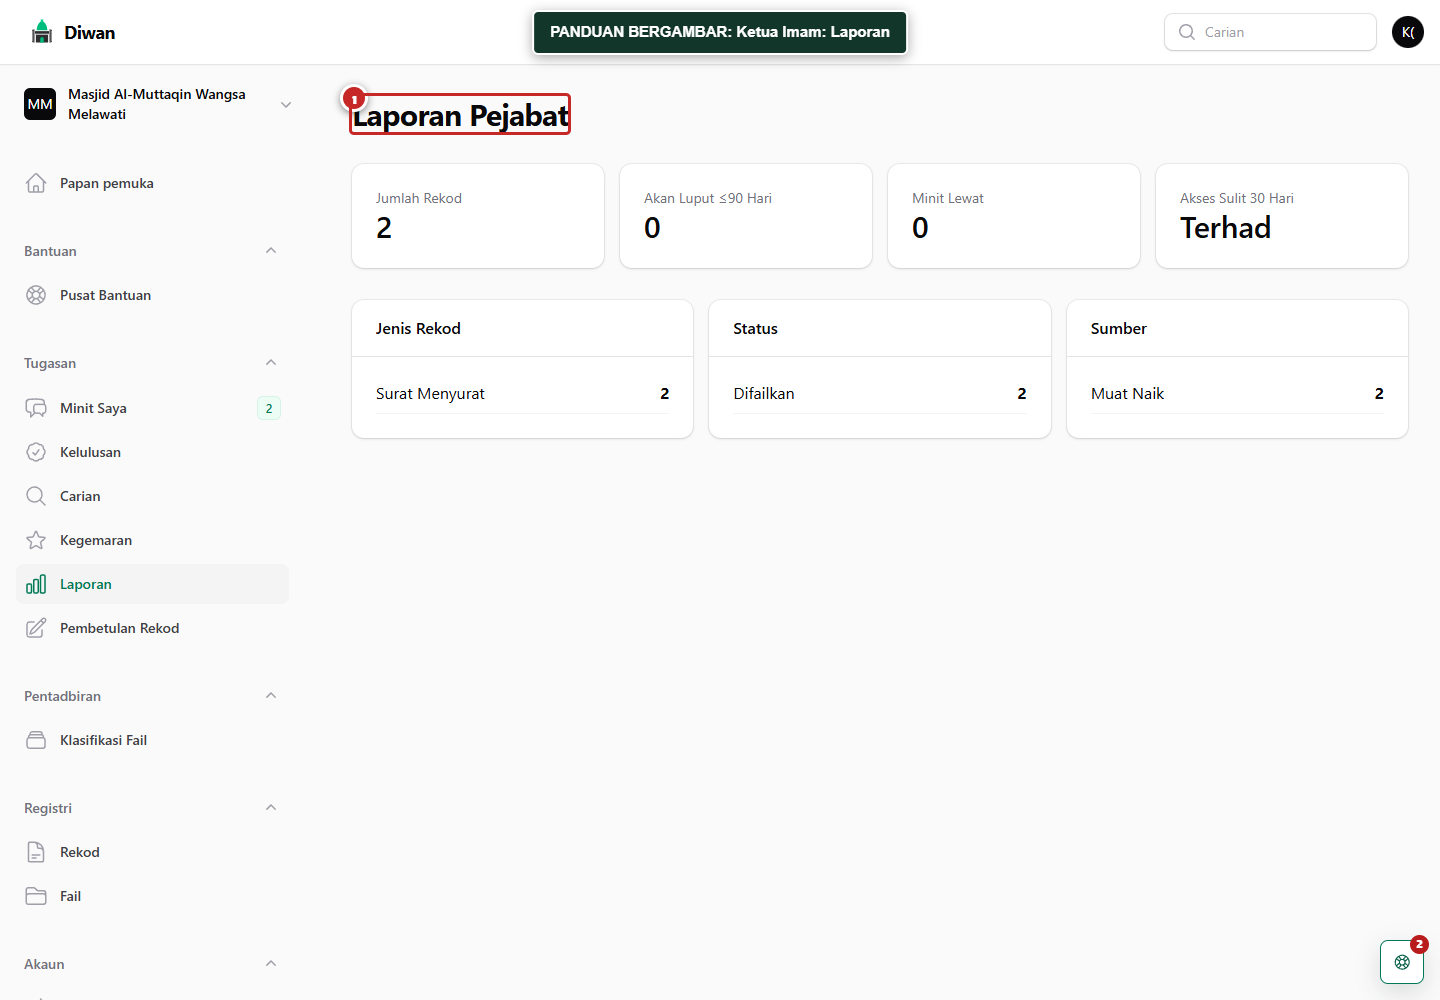 Diwan
PANDUAN BERGAMBAR: Ketua Imam: Laporan
Carian
K(
MM
Masjid Al-Muttaqin Wangsa
Melawati
Papan pemuka
Bantuan
Pusat Bantuan
Tugasan
Minit Saya
2
Kelulusan
Carian
Kegemaran
Laporan
Pembetulan Rekod
Pentadbiran
Klasifikasi Fail
Registri
Rekod
Fail
Akaun
1
Laporan Pejabat
Jumlah Rekod
2
Akan Luput ≤90 Hari
0
Minit Lewat
0
Akses Sulit 30 Hari
Terhad
Jenis Rekod
Surat Menyurat 2
Status
Difailkan 2
Sumber
Muat Naik 2
2